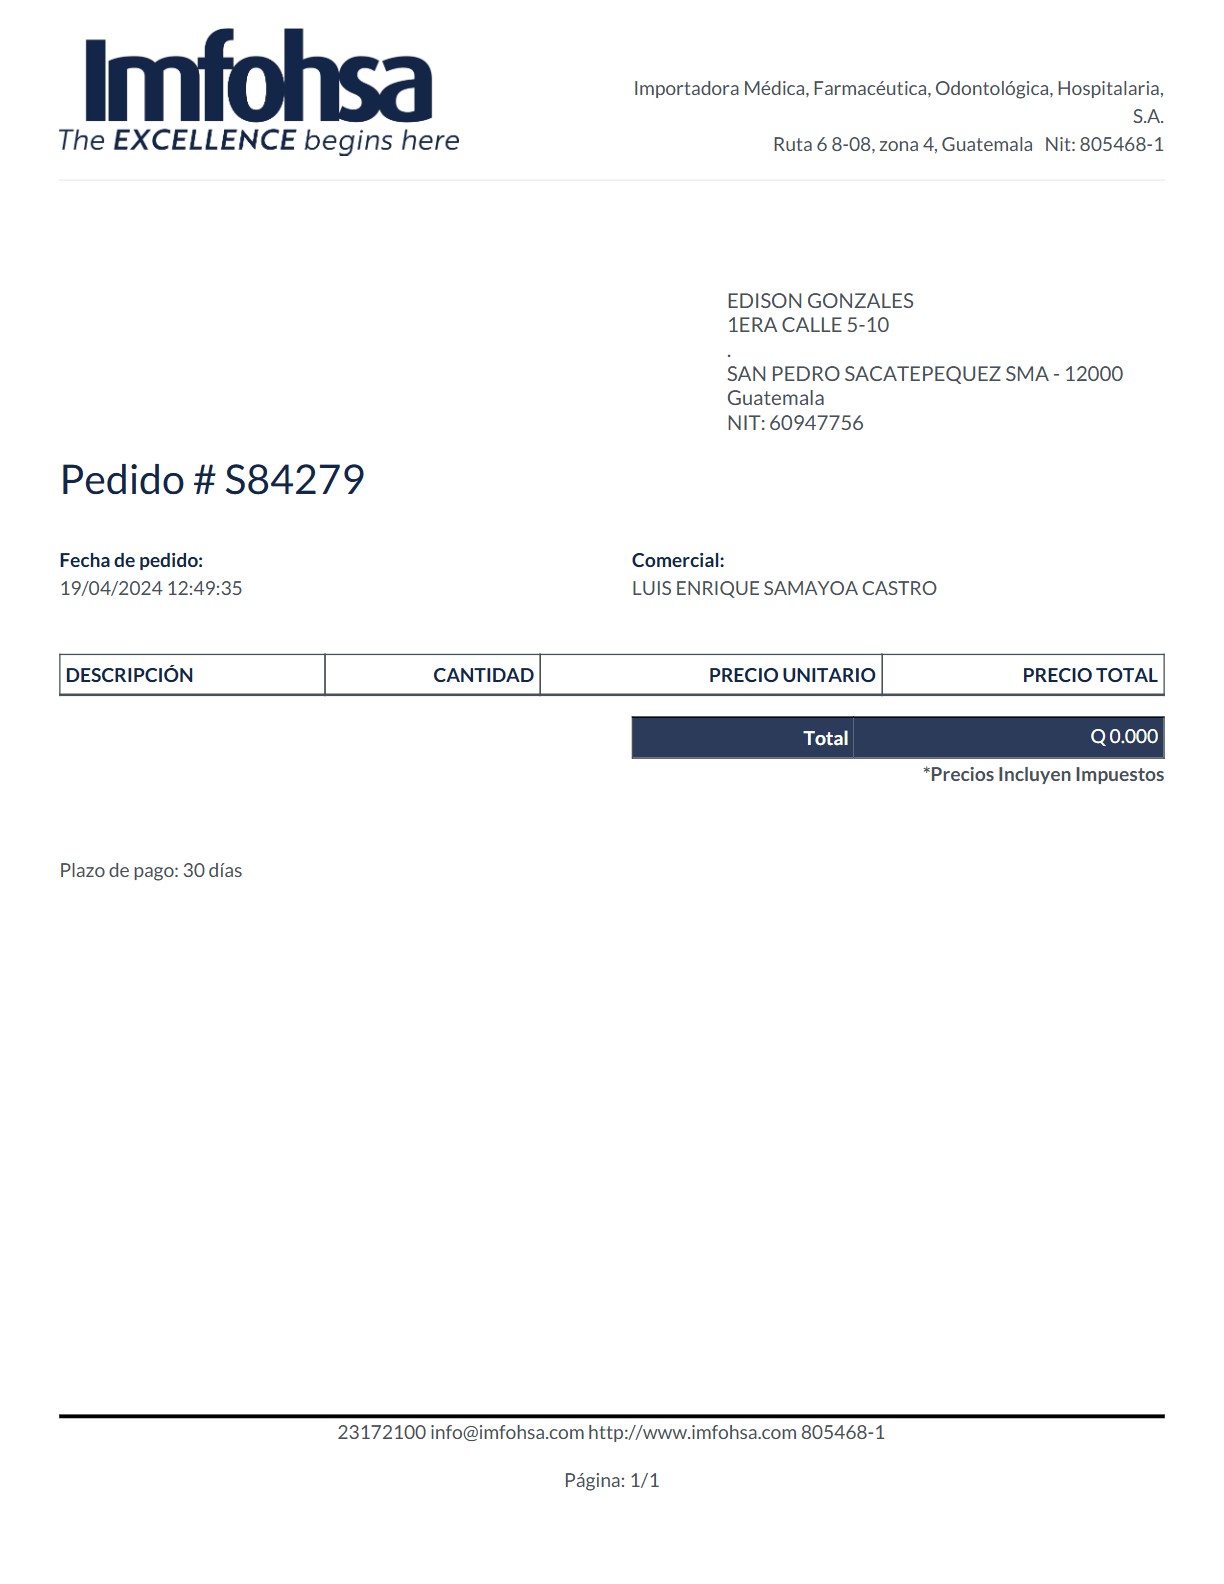 Imfohsa
The EXCELLENCE begins here
Importadora Médica, Farmacéutica, Odontológica, Hospitalaria,
S.A.
Ruta 6 8-08, zona 4, Guatemala Nit: 805468-1
EDISON GONZALES
1ERA CALLE 5-10
.
SAN PEDRO SACATEPEQUEZ SMA - 12000
Guatemala
NIT: 60947756
Pedido # S84279
Fecha de pedido:
19/04/2024 12:49:35
Comercial:
LUIS ENRIQUE SAMAYOA CASTRO
DESCRIPCIÓN CANTIDAD PRECIO UNITARIO PRECIO TOTAL
Total Q 0.000
*Precios Incluyen Impuestos
Plazo de pago: 30 días
23172100 info@imfohsa.com http://www.imfohsa.com 805468-1
Página: 1/1